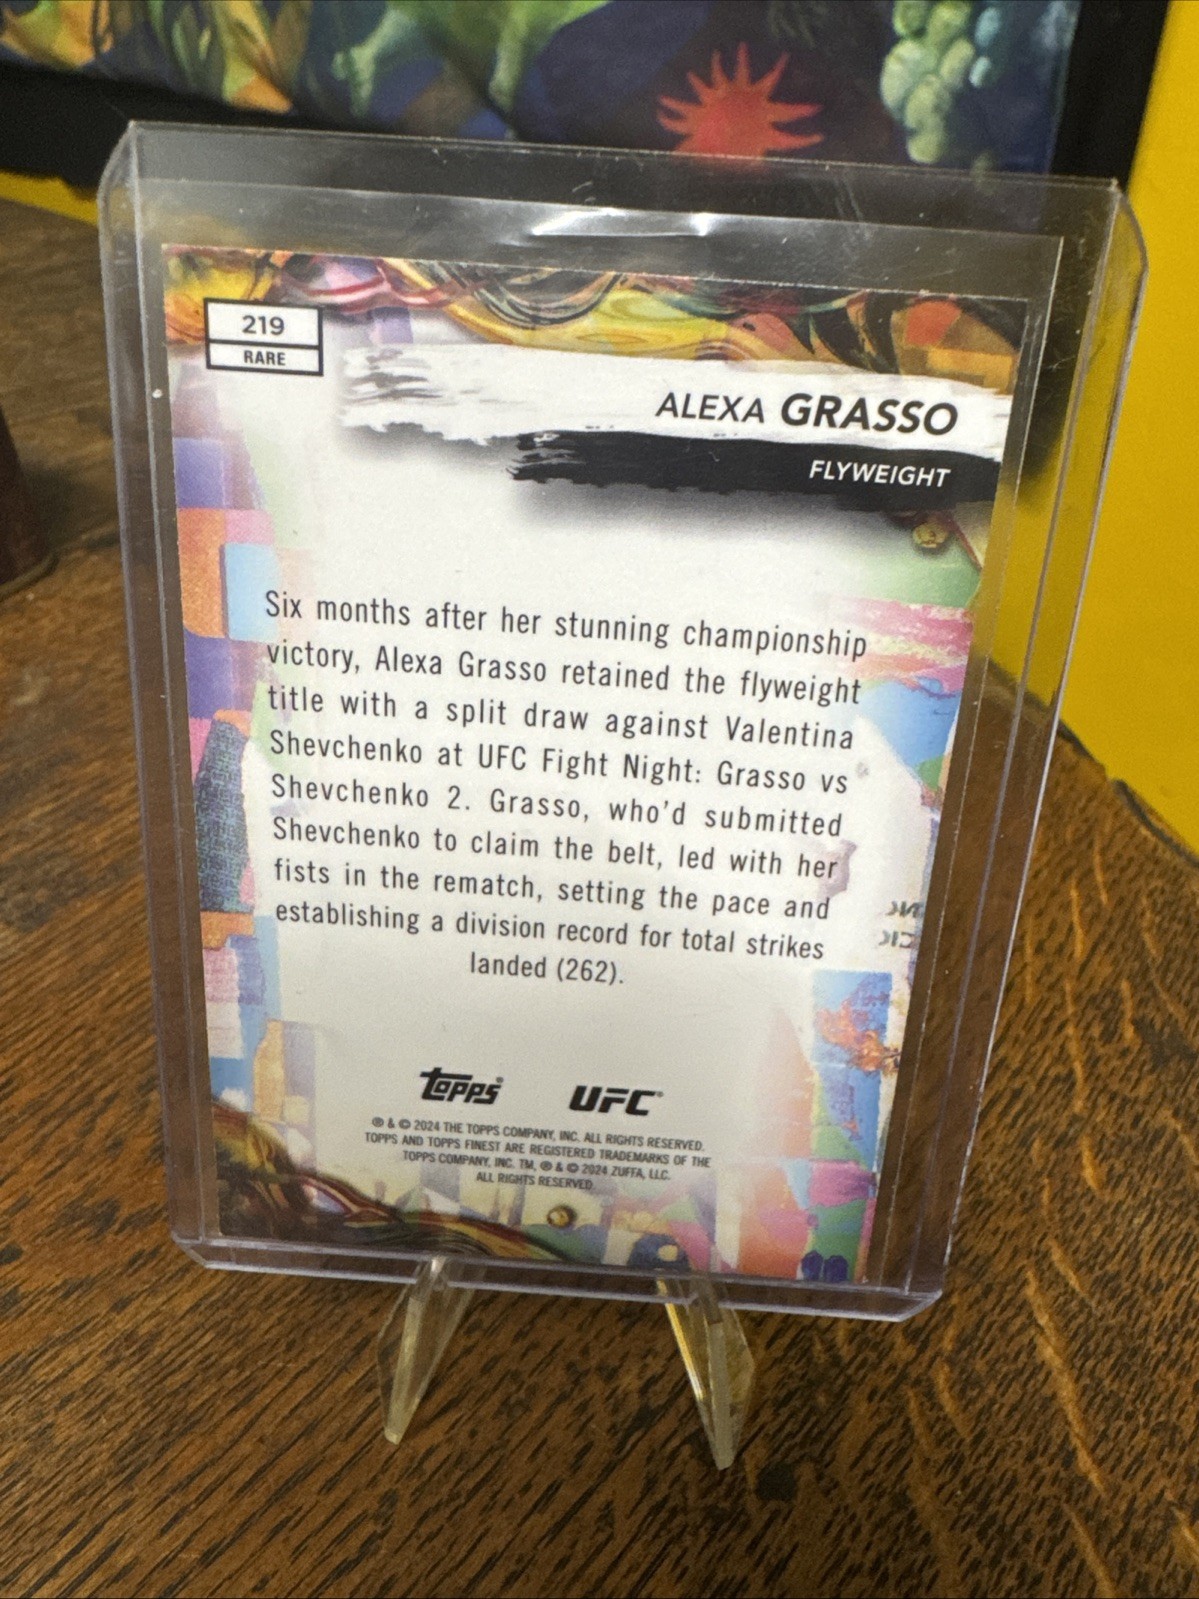 219
RARE
ALEXA GRASSO
FLYWEIGHT
Six months after her stunning championship
victory, Alexa Grasso retained the flyweight
title with a split draw against Valentina
Shevchenko at UFC Fight Night: Grasso vs
Shevchenko 2. Grasso, who'd submitted
Shevchenko to claim the belt, led with her
fists in the rematch, setting the pace and
establishing a division record for total strikes
landed (262).
Topps® UFC®
® & © 2024 THE TOPPS COMPANY, INC. ALL RIGHTS RESERVED.
TOPPS AND TOPPS FINEST ARE REGISTERED TRADEMARKS OF THE
TOPPS COMPANY, INC. TM, ® & © 2024 ZUFFA, LLC.
ALL RIGHTS RESERVED.